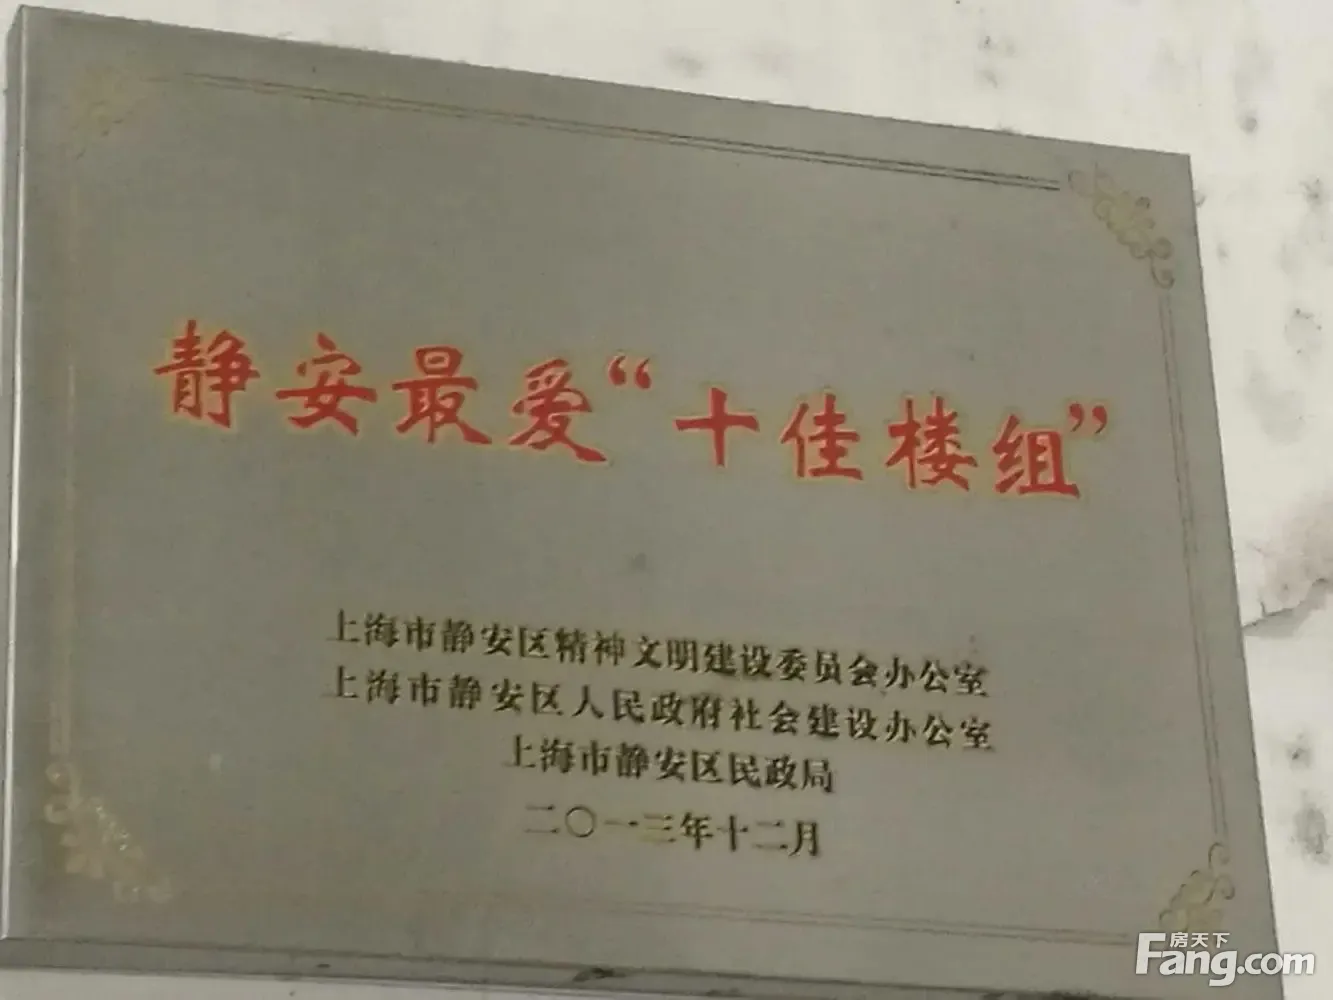 静安最爱“十佳楼组”
上海市静安区精神文明建设委员会办公室
上海市静安区人民政府社会建设办公室
上海市静安区民政局
二〇一三年十二月
房天下
Fang.com